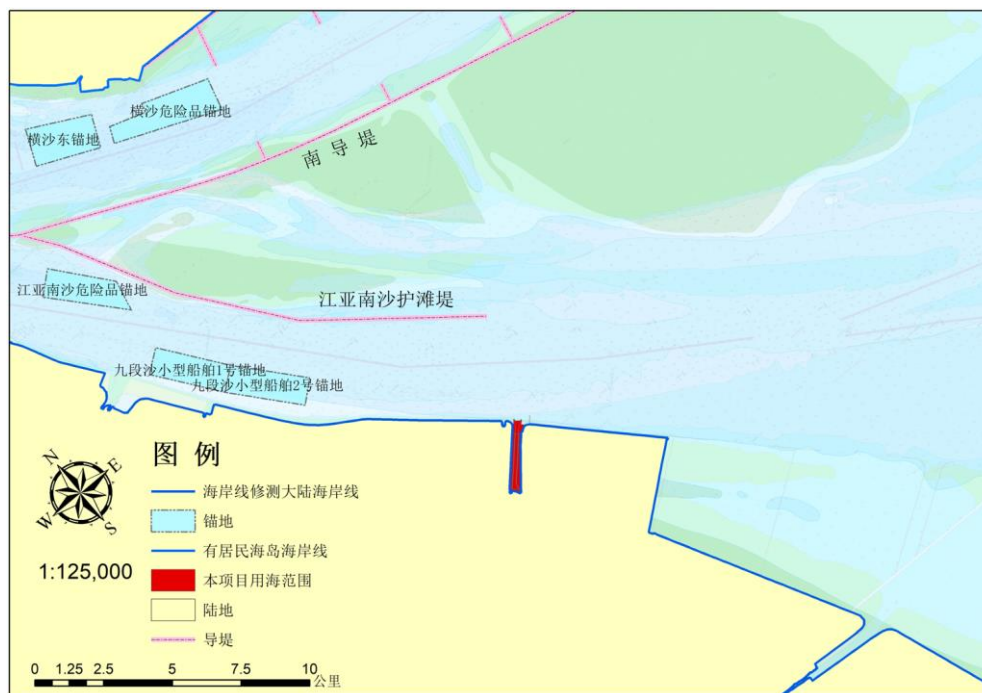 横沙危险品锚地
横沙东锚地
南导堤
江亚南沙危险品锚地
江亚南沙护滩堤
九段沙小型船舶1号锚地
九段沙小型船舶2号锚地
图 例
N
E
W
S
海岸线修测大陆海岸线
锚地
有居民海岛海岸线
1:125,000
本项目用海范围
陆地
导堤
0 1.25 2.5 5 7.5 10
公里